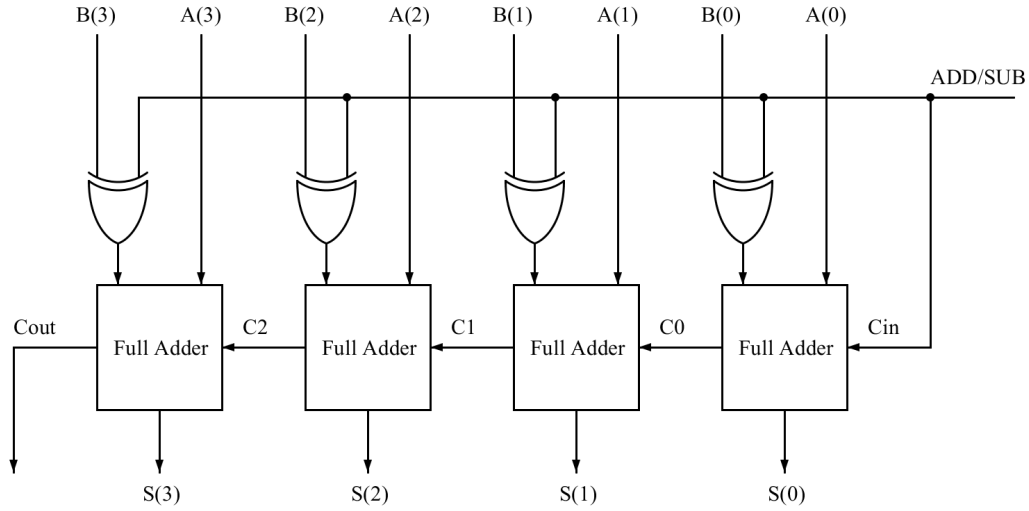 B(3) A(3) B(2) A(2) B(1) A(1) B(0) A(0)
ADD/SUB
Cout C2 C1 C0 Cin
Full Adder Full Adder Full Adder Full Adder
S(3) S(2) S(1) S(0)